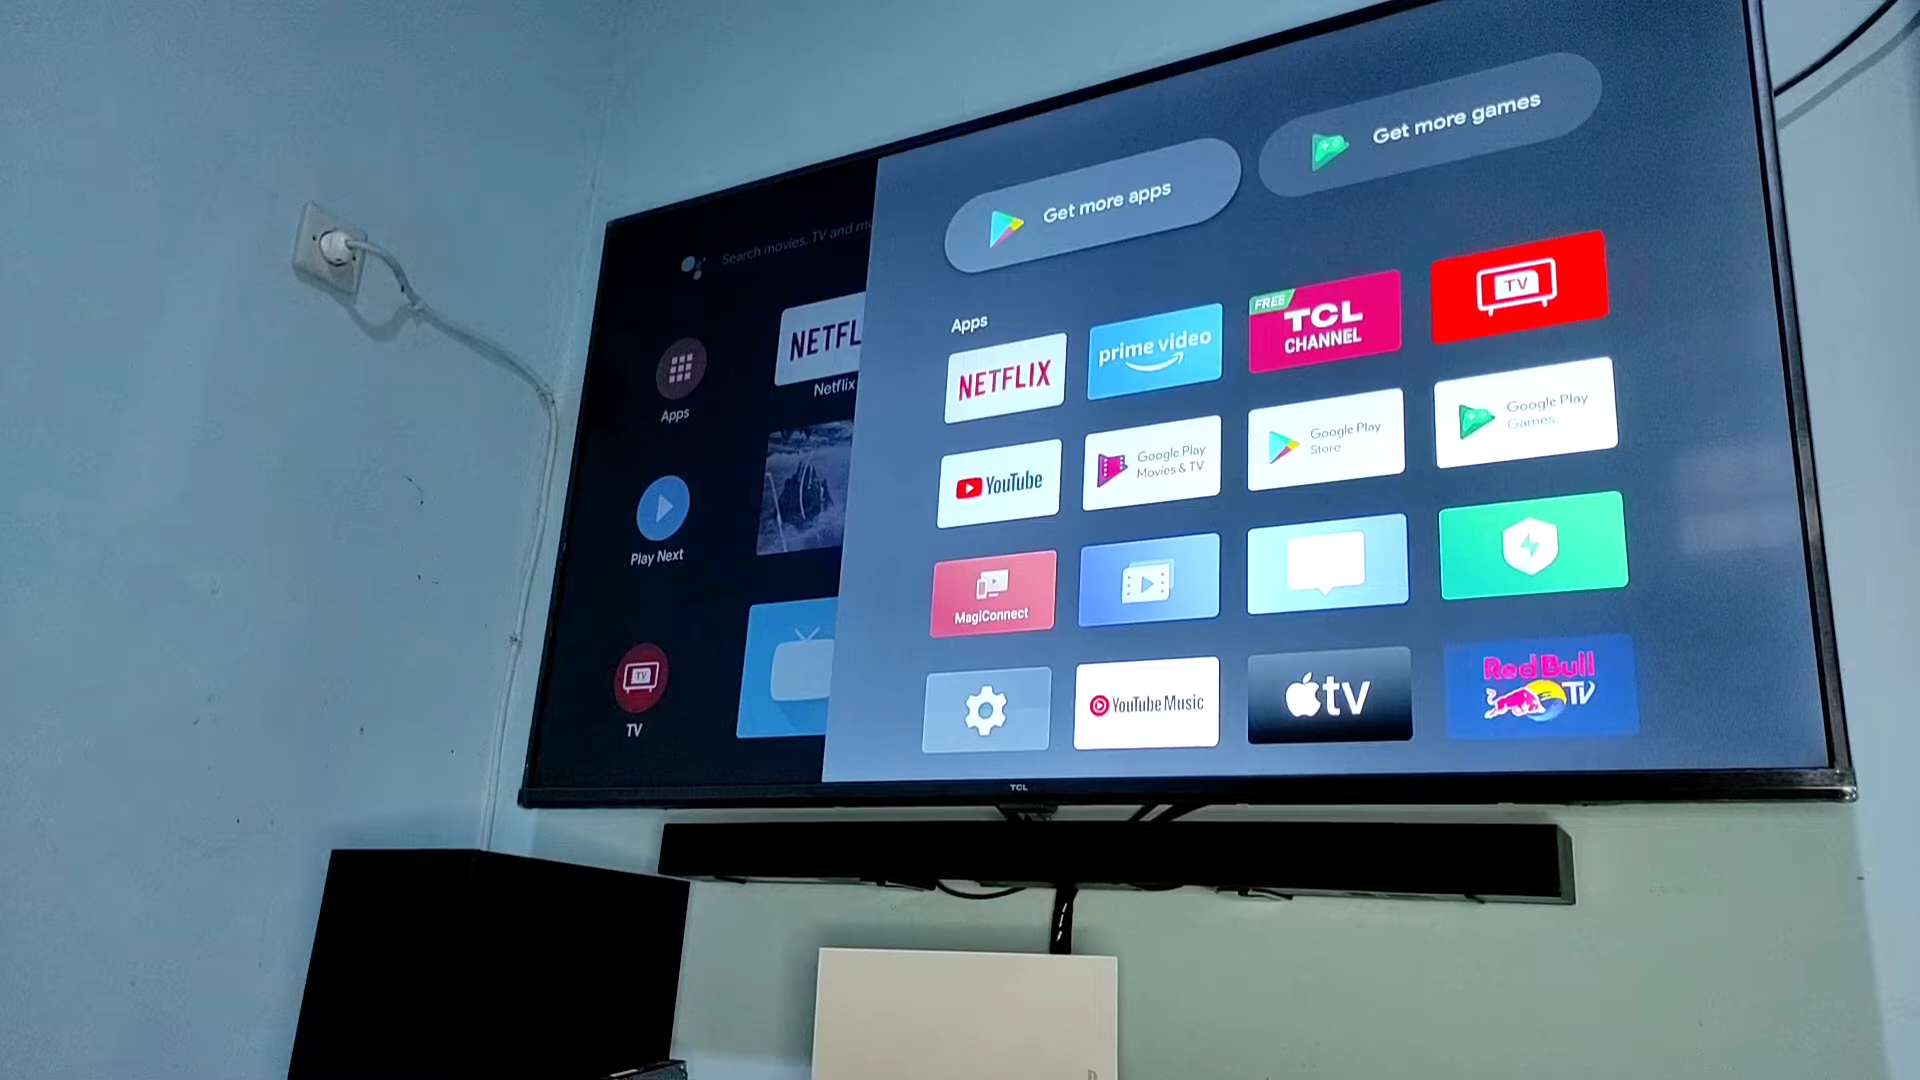 Search movies, TV and
Get more apps
Get more games
Apps
NETFLIX
prime video
FREE
TCL
CHANNEL
TV
YouTube
Google Play
Movies & TV
Google Play
Store
Google Play
Games
MagiConnect
YouTube Music
tv
Red Bull
TV
NETFL
Netflix
Apps
Play Next
TV
TV
TCL